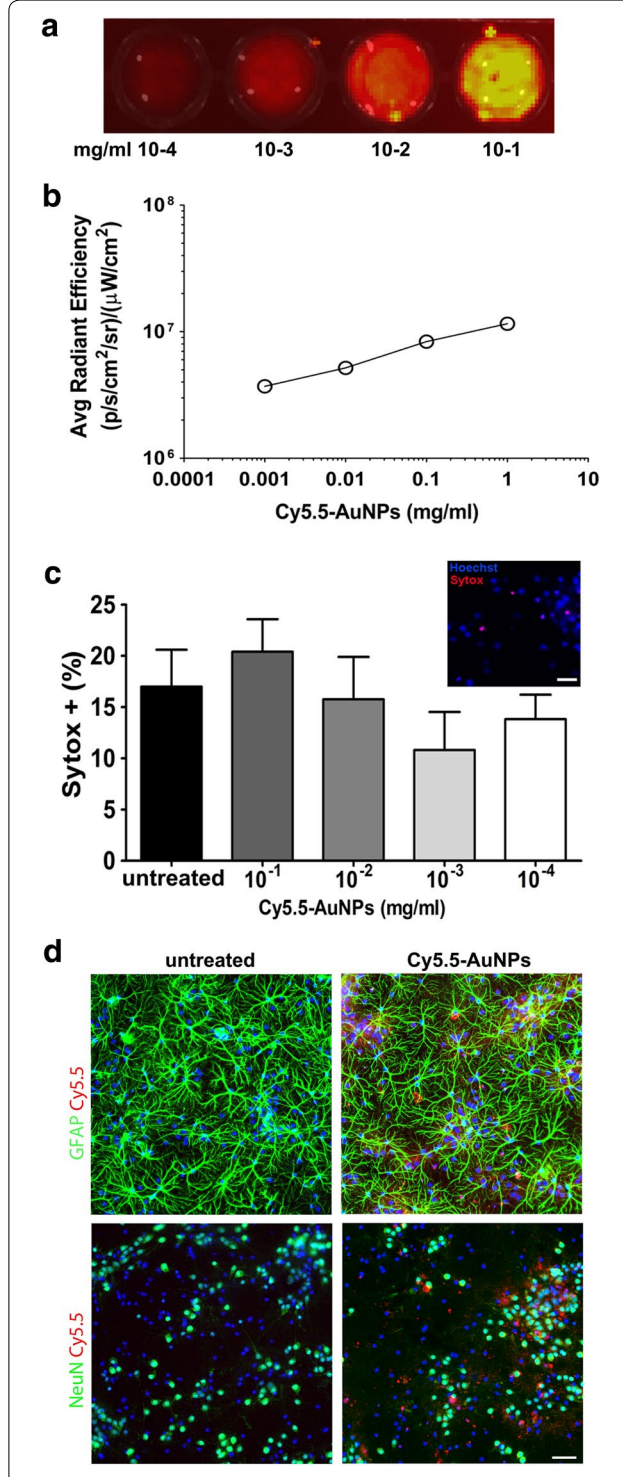 a
mg/ml 10-4 10-3 10-2 10-1
b
10⁸
10⁷
10⁶
Avg Radiant Efficiency
(p/s/cm²/sr)/(μW/cm²)
0.0001 0.001 0.01 0.1 1 10
Cy5.5-AuNPs (mg/ml)
c
Hoechst
Sytox
25
20
15
10
5
0
Sytox + (%)
untreated 10⁻¹ 10⁻² 10⁻³ 10⁻⁴
Cy5.5-AuNPs (mg/ml)
d
untreated Cy5.5-AuNPs
GFAP Cy5.5
NeuN Cy5.5